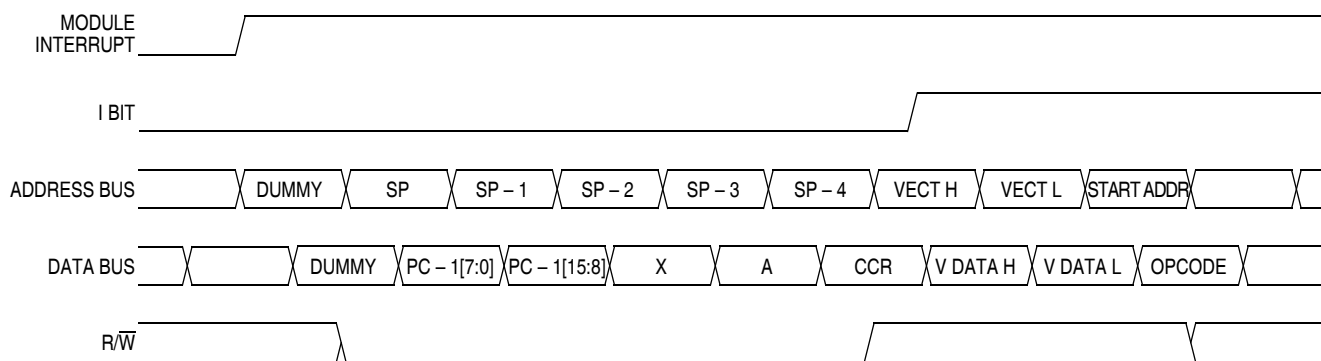 MODULE
INTERRUPT
I BIT
ADDRESS BUS DUMMY SP SP – 1 SP – 2 SP – 3 SP – 4 VECT H VECT L START ADDR
DATA BUS DUMMY PC – 1[7:0] PC – 1[15:8] X A CCR V DATA H V DATA L OPCODE
R/W̅